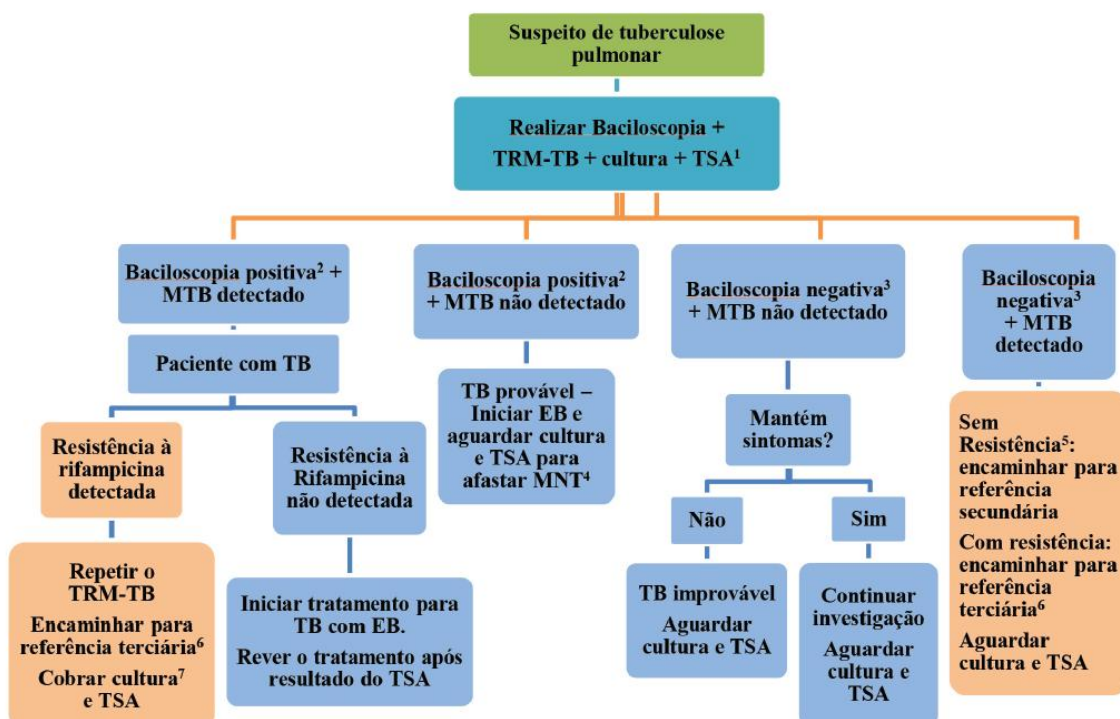 Suspeito de tuberculose
pulmonar
Realizar Baciloscopia +
TRM-TB + cultura + TSA¹
Baciloscopia positiva² +
MTB detectado
Baciloscopia positiva²
+ MTB não detectado
Baciloscopia negativa³
+ MTB não detectado
Baciloscopia
negativa³
+ MTB
detectado
Paciente com TB
TB provável –
Iniciar EB e
aguardar cultura
e TSA para
afastar MNT⁴
Mantém
sintomas?
Resistência à
rifampicina
detectada
Resistência à
Rifampicina
não detectada
Não
Sim
Sem
Resistência⁵:
encaminhar para
referência
secundária
Com resistência:
encaminhar para
referência
terciária⁶
Aguardar
cultura e TSA
Repetir o
TRM-TB
Encaminhar para
referência terciária⁶
Cobrar cultura⁷
e TSA
Iniciar tratamento para
TB com EB.
Rever o tratamento após
resultado do TSA
TB improvável
Aguardar
cultura e TSA
Continuar
investigação
Aguardar
cultura e
TSA